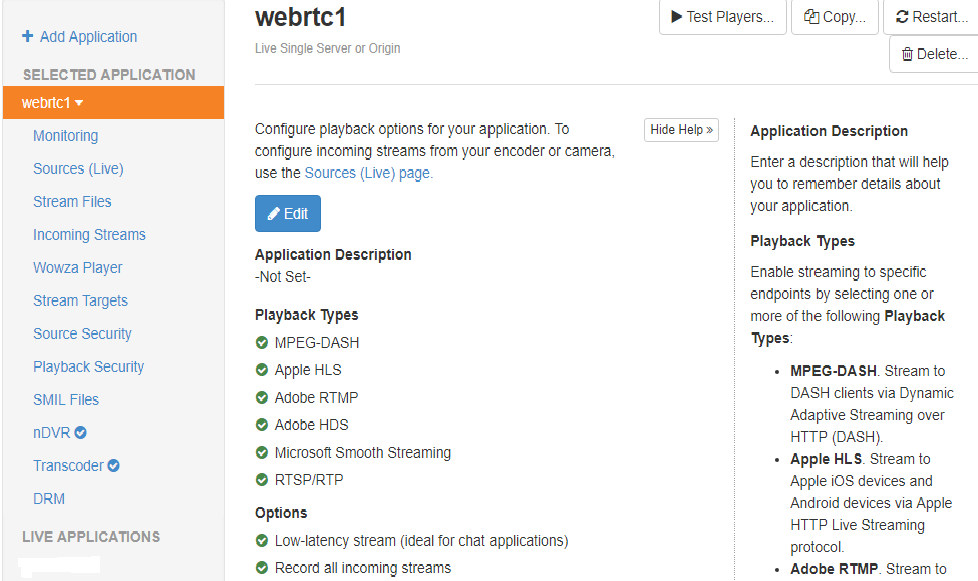 + Add Application
SELECTED APPLICATION
webrtc1
Monitoring
Sources (Live)
Stream Files
Incoming Streams
Wowza Player
Stream Targets
Source Security
Playback Security
SMIL Files
nDVR
Transcoder
DRM
LIVE APPLICATIONS
webrtc1
Live Single Server or Origin
Test Players...
Copy...
Restart...
Delete...
Configure playback options for your application. To
configure incoming streams from your encoder or camera,
use the Sources (Live) page.
Hide Help »
Edit
Application Description
-Not Set-
Playback Types
MPEG-DASH
Apple HLS
Adobe RTMP
Adobe HDS
Microsoft Smooth Streaming
RTSP/RTP
Options
Low-latency stream (ideal for chat applications)
Record all incoming streams
Application Description
Enter a description that will help
you to remember details about
your application.
Playback Types
Enable streaming to specific
endpoints by selecting one or
more of the following Playback
Types:
• MPEG-DASH. Stream to
DASH clients via Dynamic
Adaptive Streaming over
HTTP (DASH).
• Apple HLS. Stream to
Apple iOS devices and
Android devices via Apple
HTTP Live Streaming
protocol.
• Adobe RTMP. Stream to